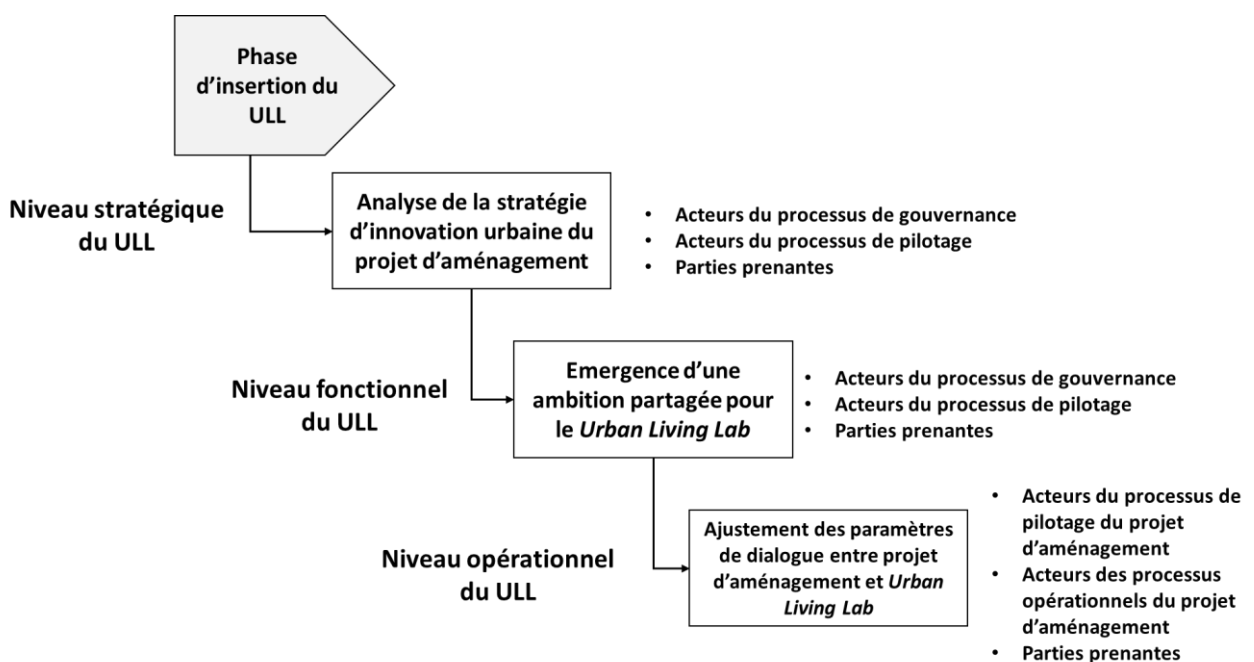 Phase
d'insertion du
ULL
Niveau stratégique
du ULL
Analyse de la stratégie
d'innovation urbaine du
projet d'aménagement
• Acteurs du processus de gouvernance
• Acteurs du processus de pilotage
• Parties prenantes
Niveau fonctionnel
du ULL
Emergence d'une
ambition partagée pour
le Urban Living Lab
• Acteurs du processus de gouvernance
• Acteurs du processus de pilotage
• Parties prenantes
Niveau opérationnel
du ULL
Ajustement des paramètres
de dialogue entre projet
d'aménagement et Urban
Living Lab
• Acteurs du processus de
pilotage du projet
d'aménagement
• Acteurs des processus
opérationnels du projet
d'aménagement
• Parties prenantes